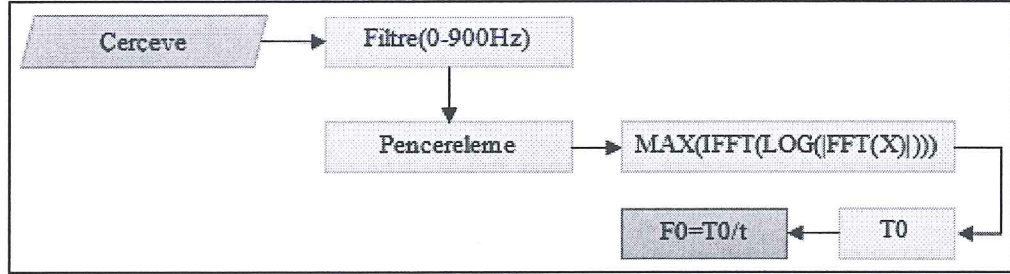 Cerceve
Filtre(0-900Hz)
Pencereleme
MAX(IFFT(LOG(|FFT(X)|)))
T0
F0=T0/t